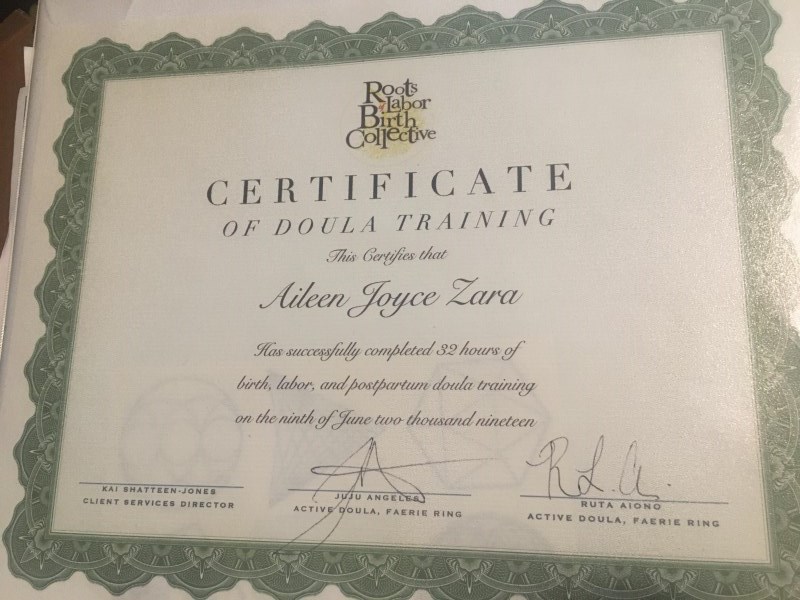 Roots
Labor
Birth
Collective
CERTIFICATE
OF DOULA TRAINING
This Certifies that
Aileen Joyce Zara
Has successfully completed 32 hours of
birth, labor, and postpartum doula training
on the ninth of June two thousand nineteen
KAI SHATTEEN-JONES
CLIENT SERVICES DIRECTOR
JUJU ANGELES
ACTIVE DOULA, FAERIE RING
RUTA AIONO
ACTIVE DOULA, FAERIE RING